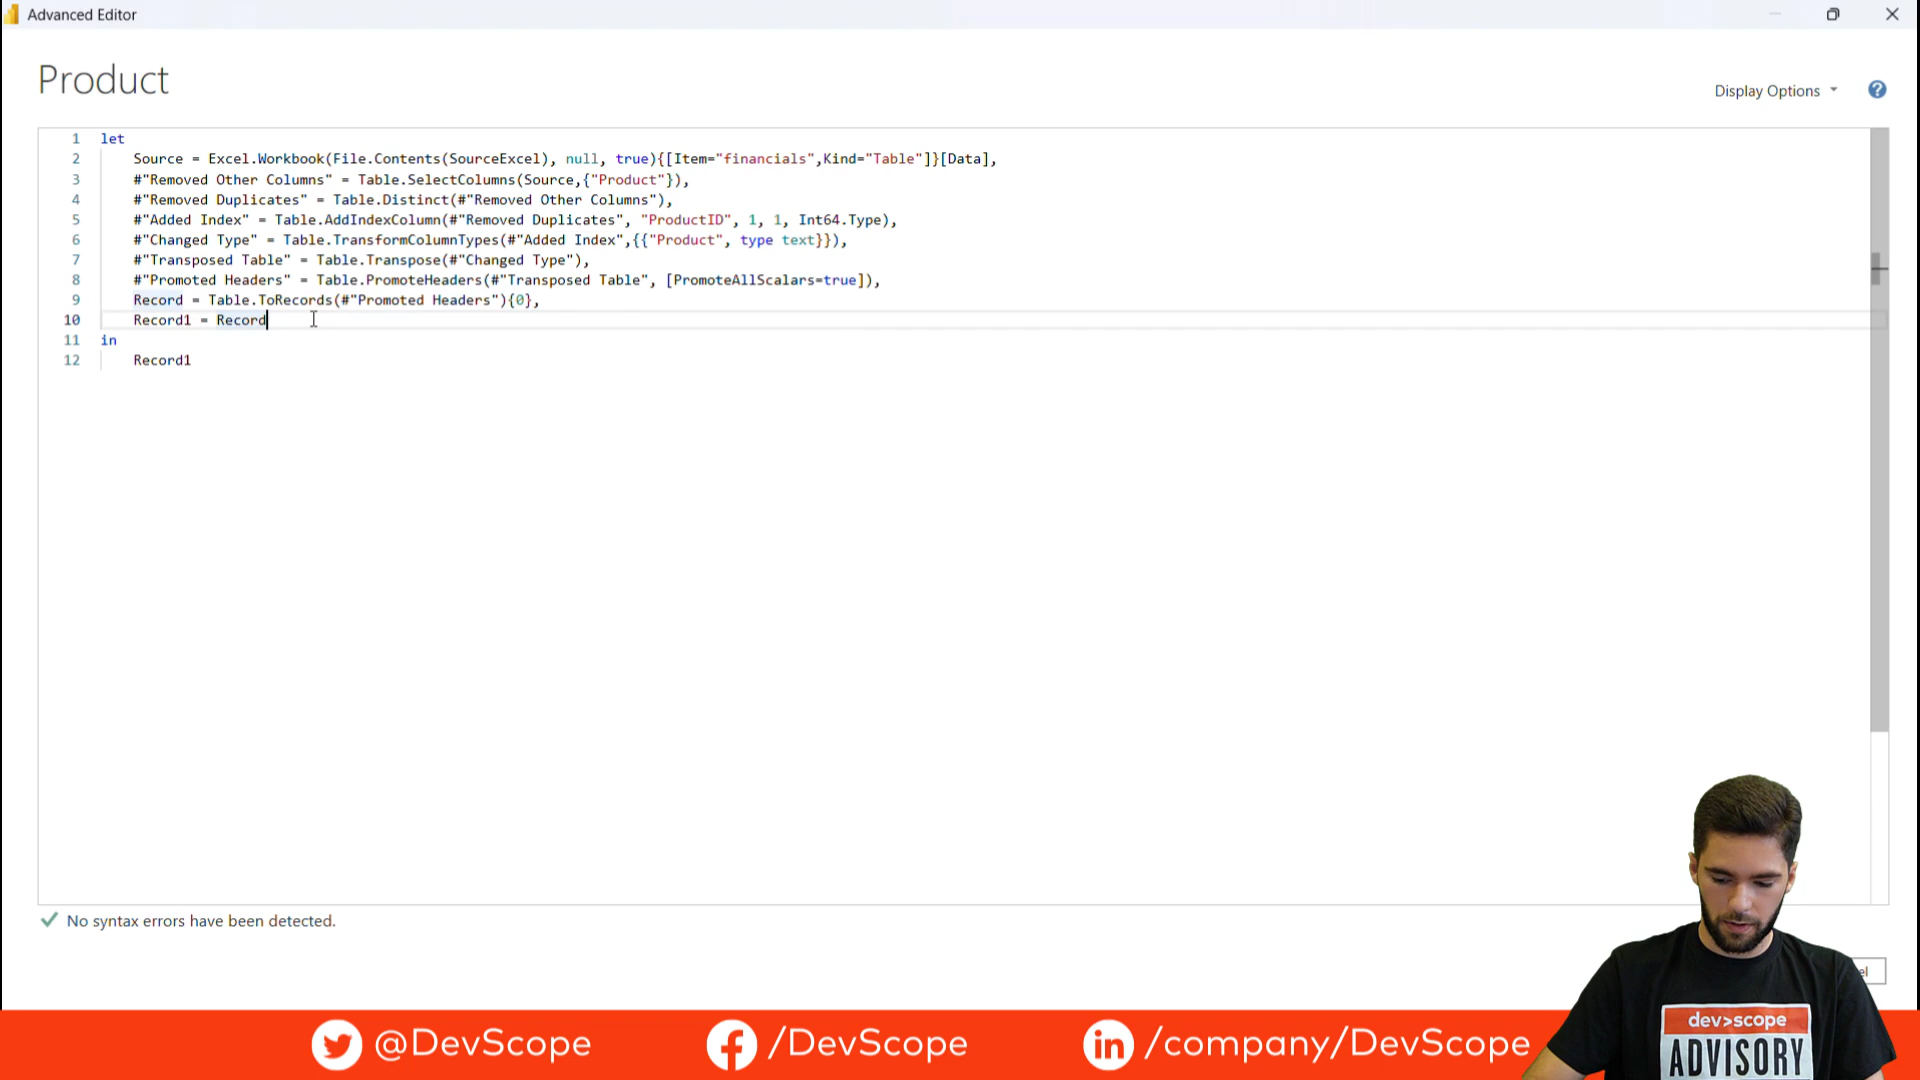 Advanced Editor
Product
Display Options
?
1 let
2 Source = Excel.Workbook(File.Contents(SourceExcel), null, true){[Item="financials",Kind="Table"]}[Data],
3 #"Removed Other Columns" = Table.SelectColumns(Source,{"Product"}),
4 #"Removed Duplicates" = Table.Distinct(#"Removed Other Columns"),
5 #"Added Index" = Table.AddIndexColumn(#"Removed Duplicates", "ProductID", 1, 1, Int64.Type),
6 #"Changed Type" = Table.TransformColumnTypes(#"Added Index",{{"Product", type text}}),
7 #"Transposed Table" = Table.Transpose(#"Changed Type"),
8 #"Promoted Headers" = Table.PromoteHeaders(#"Transposed Table", [PromoteAllScalars=true]),
9 Record = Table.ToRecords(#"Promoted Headers"){0},
10 Record1 = Record
11 in
12 Record1
No syntax errors have been detected.
el
@DevScope
/DevScope
in /company/DevScope
dev>scope
ADVISORY